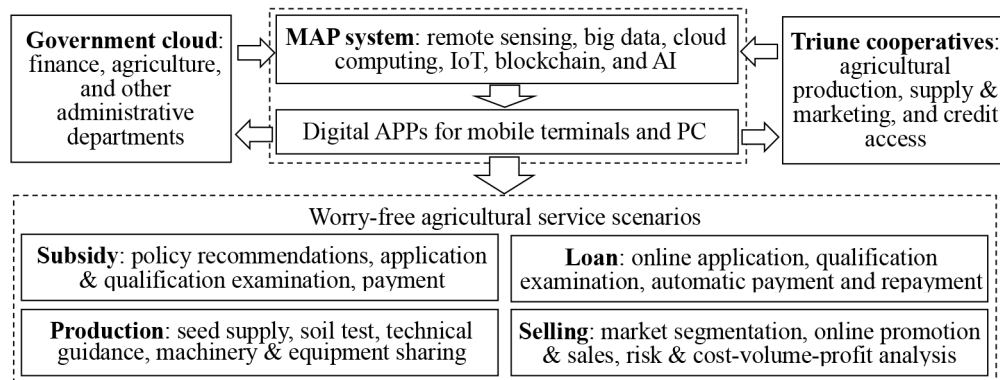 Government cloud:
finance, agriculture,
and other
administrative
departments
MAP system: remote sensing, big data, cloud
computing, IoT, blockchain, and AI
Digital APPs for mobile terminals and PC
Triune cooperatives:
agricultural
production, supply &
marketing, and credit
access
Worry-free agricultural service scenarios
Subsidy: policy recommendations, application
& qualification examination, payment
Loan: online application, qualification
examination, automatic payment and repayment
Production: seed supply, soil test, technical
guidance, machinery & equipment sharing
Selling: market segmentation, online promotion
& sales, risk & cost-volume-profit analysis